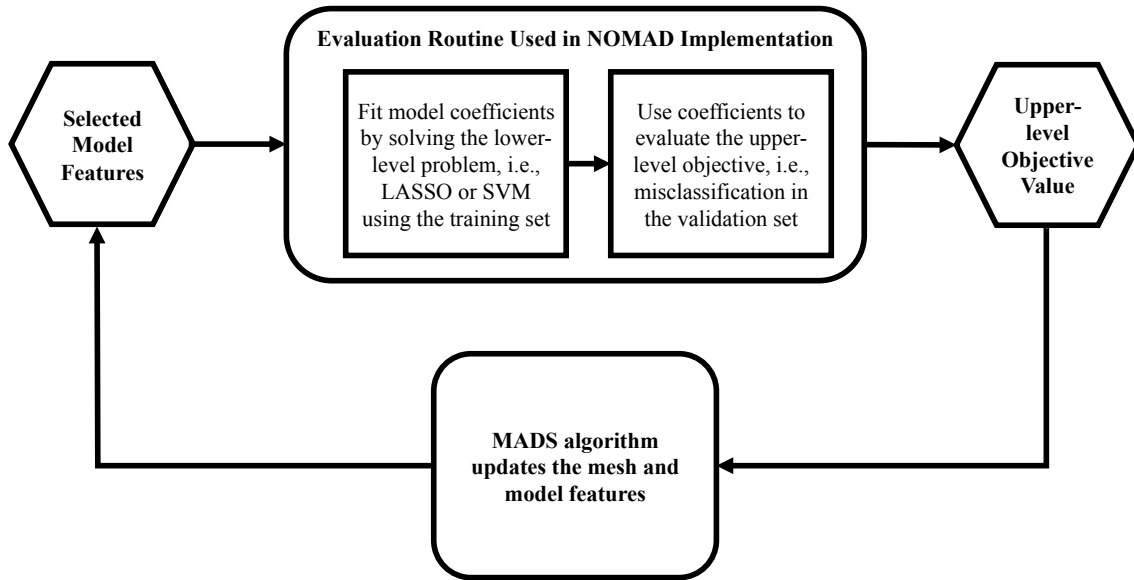 Evaluation Routine Used in NOMAD Implementation
Selected
Model
Features
Fit model coefficients
by solving the lower-
level problem, i.e.,
LASSO or SVM
using the training set
Use coefficients to
evaluate the upper-
level objective, i.e.,
misclassification in
the validation set
Upper-
level
Objective
Value
MADS algorithm
updates the mesh and
model features